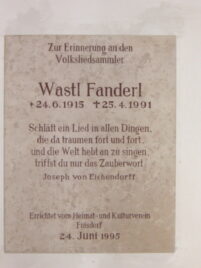 Zur Erinnerung an den
Volksliedsammler
Wastl Fanderl
*24.6.1915 ✝25.4.1991
Schläft ein Lied in allen Dingen,
die da träumen fort und fort,
und die Welt hebt an zu singen,
triffst du nur das Zauberwort.
Joseph von Eichendorff
Errichtet vom Heimat- und Kulturverein
Frasdorf
24. Juni 1995